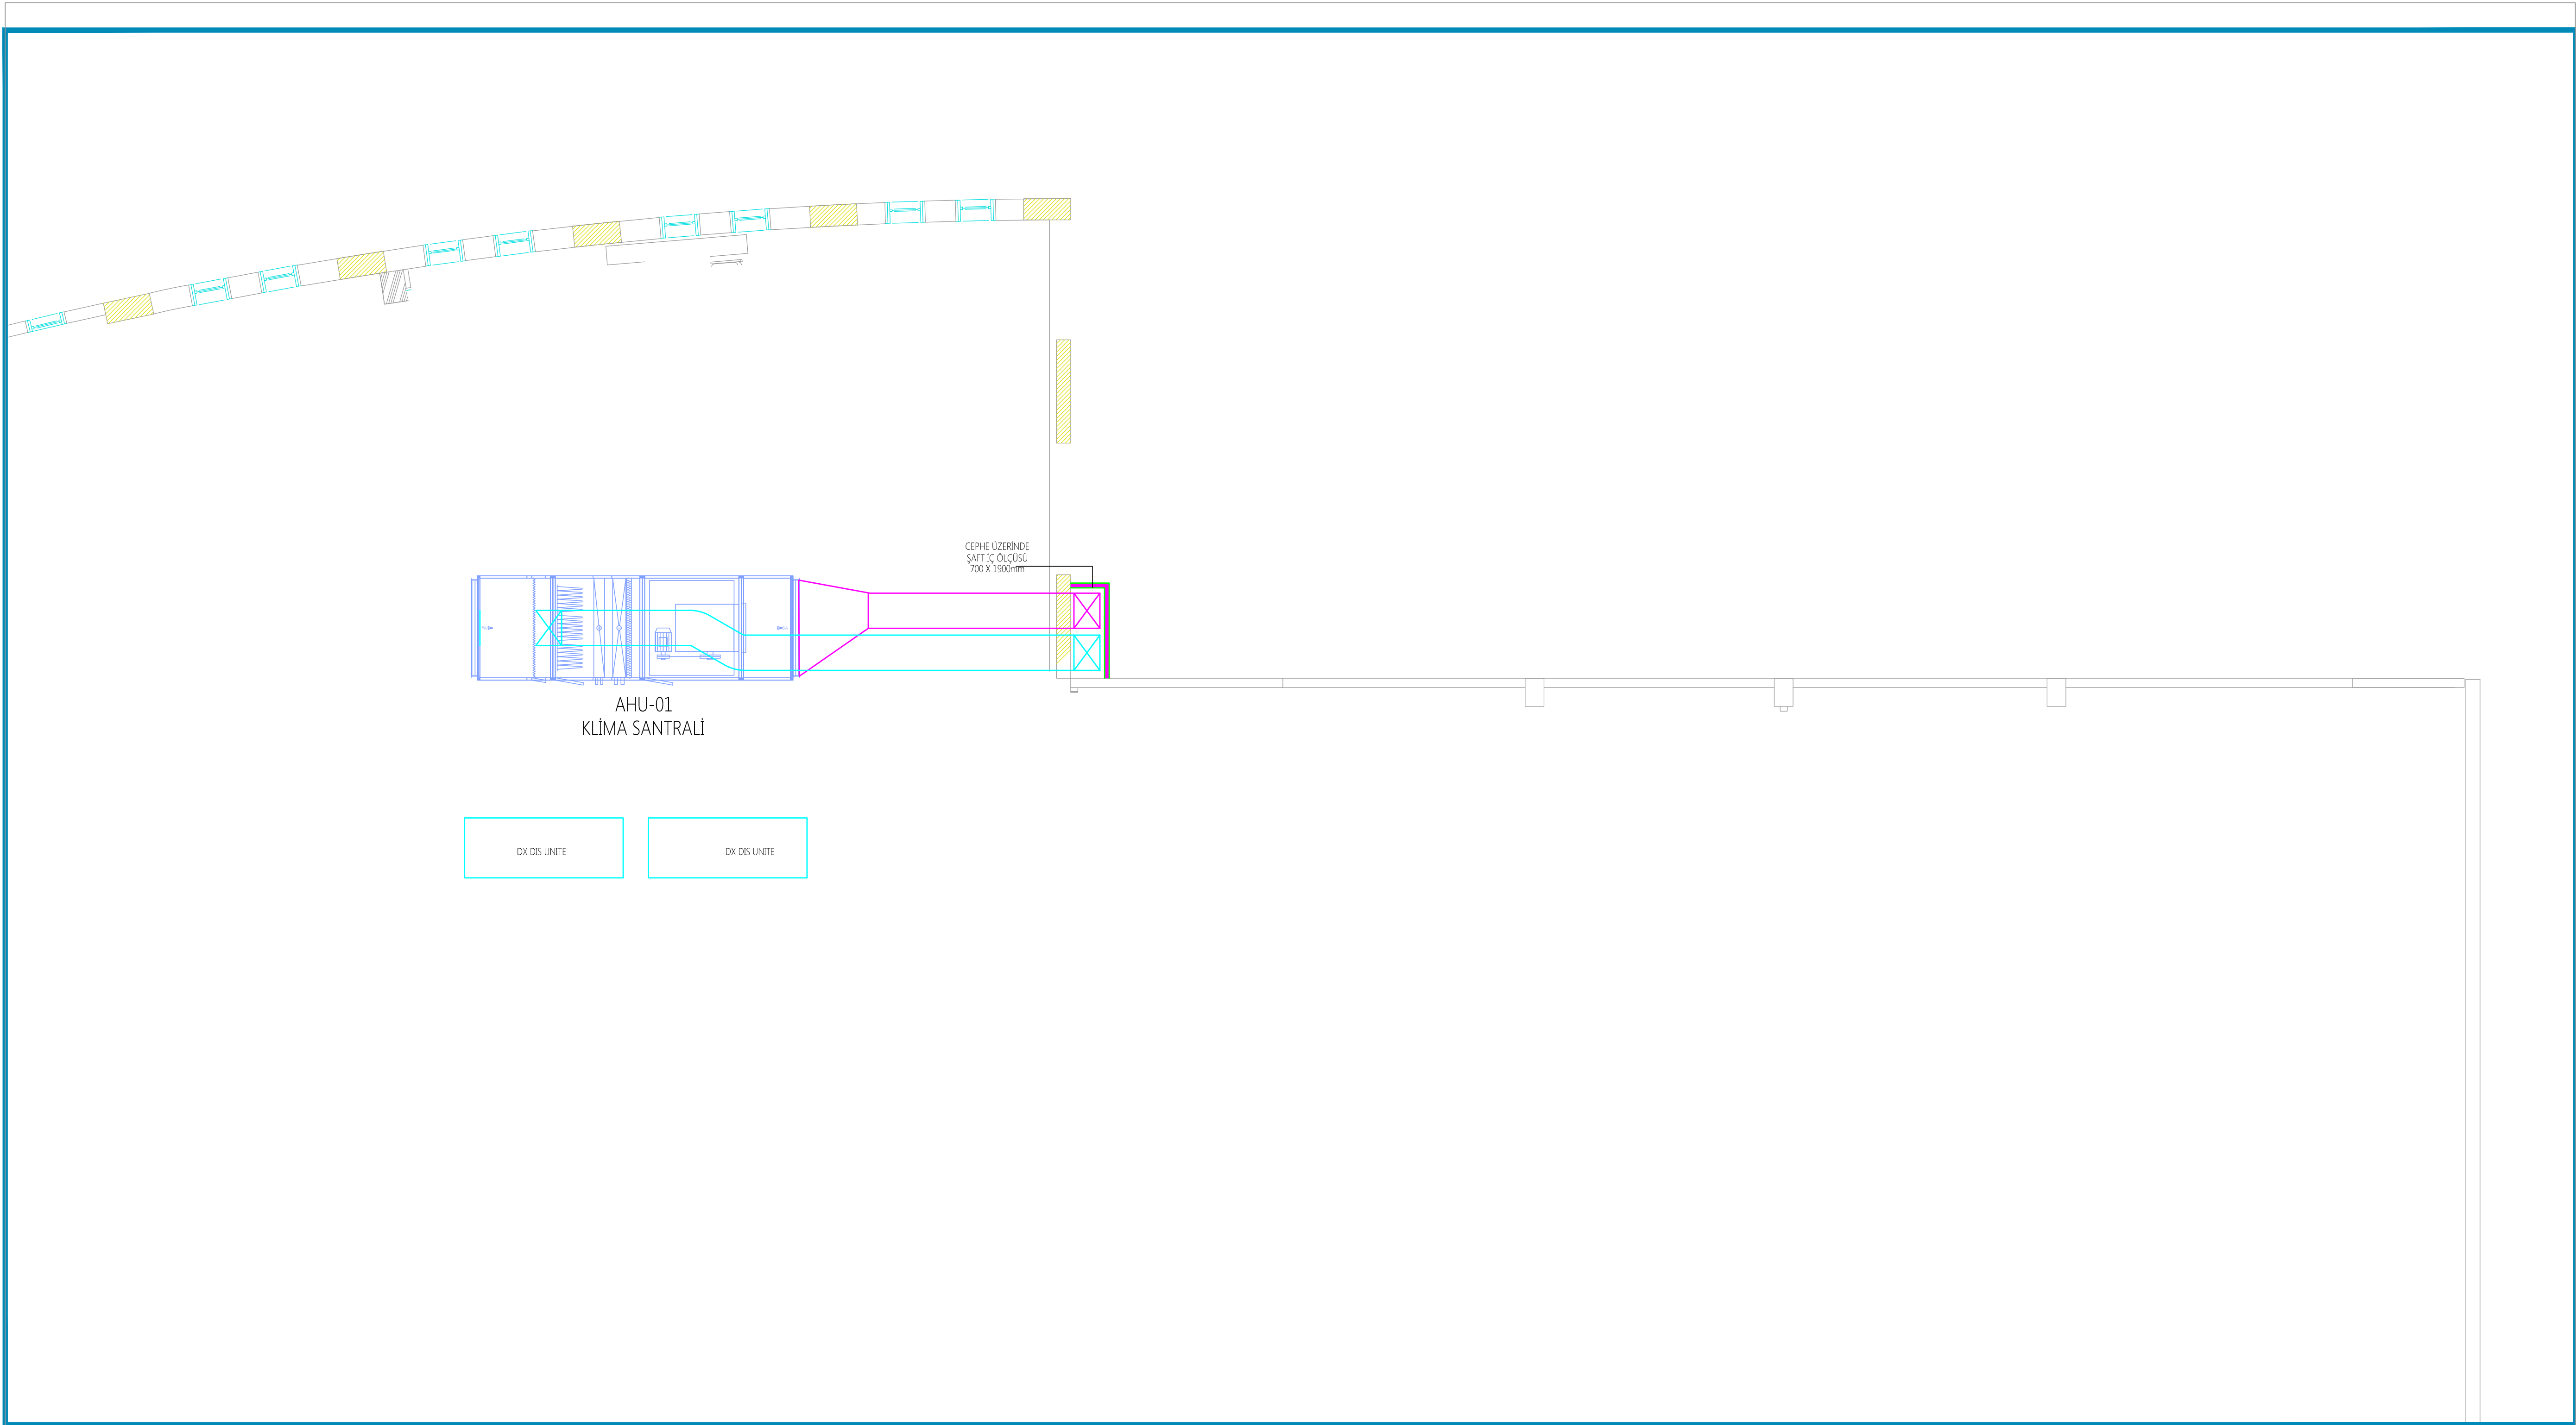 CEPHE ÜZERİNDE
ŞAFT İÇ ÖLÇÜSÜ
700 X 1900mm
AHU-01
KLİMA SANTRALİ
DX DIS UNITE
DX DIS UNITE